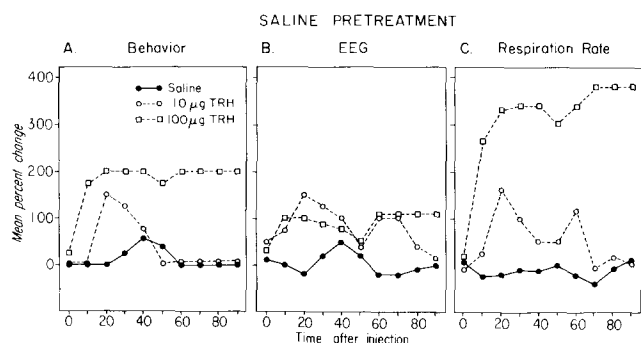 SALINE PRETREATMENT
A. Behavior
B. EEG
C. Respiration Rate
Saline
10 µg TRH
100 µg TRH
Mean percent change
400
300
200
100
0
0 20 40 60 80
0 20 40 60 80
0 20 40 60 80
Time after injection